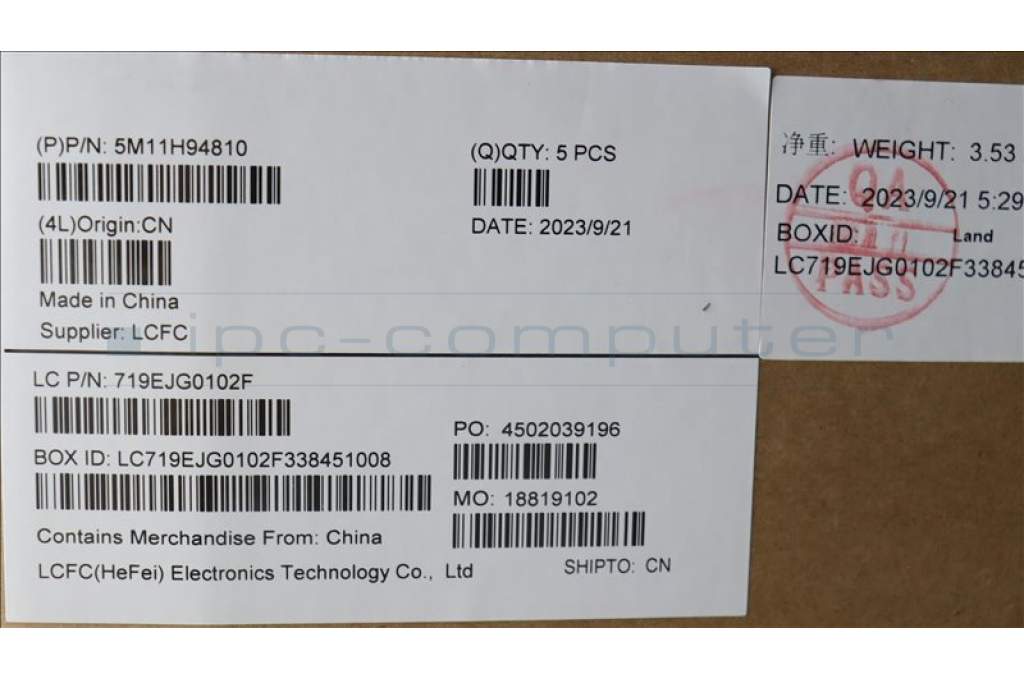 (P)P/N: 5M11H94810
(Q)QTY: 5 PCS
(4L)Origin:CN
DATE: 2023/9/21
Made in China
Supplier: LCFC
净重: WEIGHT: 3.53
DATE: 2023/9/21 5:29
BOXID: Land
LC719EJG0102F33845
QA
PASS
ipc-computer
LC P/N: 719EJG0102F
PO: 4502039196
BOX ID: LC719EJG0102F338451008
MO: 18819102
Contains Merchandise From: China
LCFC(HeFei) Electronics Technology Co., Ltd
SHIPTO: CN